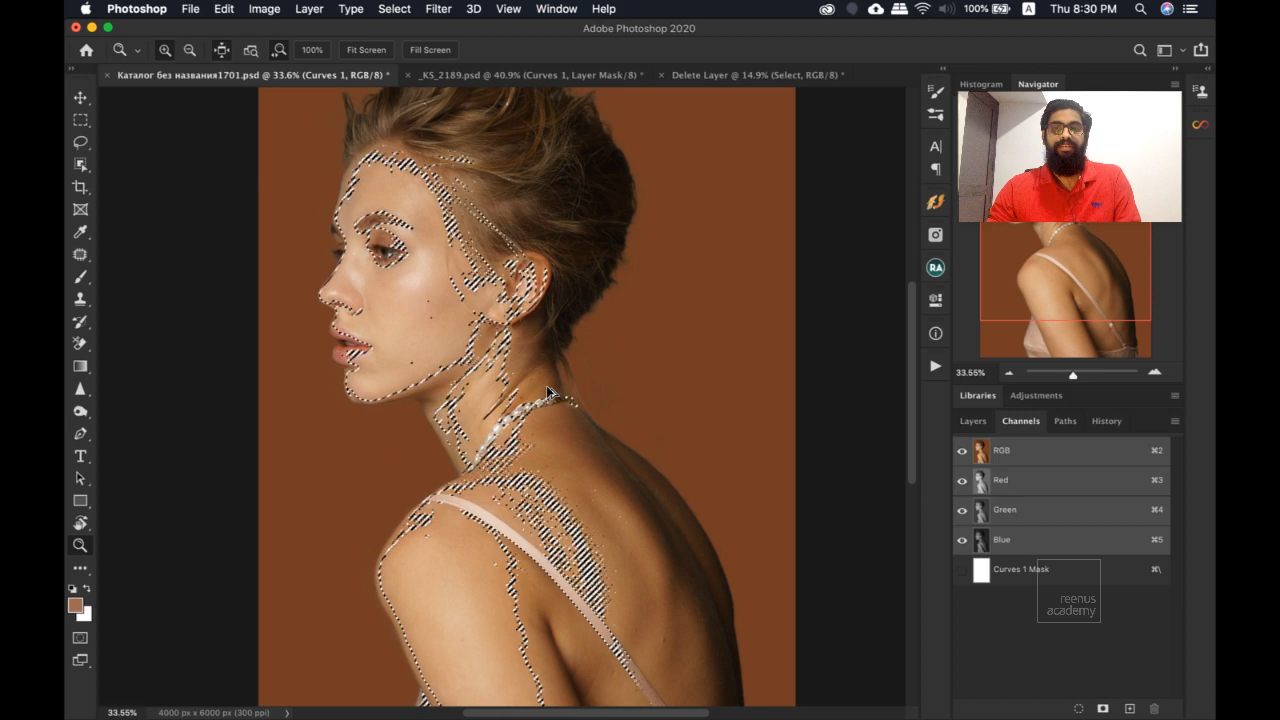 Photoshop File Edit Image Layer Type Select Filter 3D View Window Help 100% A Thu 8:30 PM
Adobe Photoshop 2020
100% Fit Screen Fill Screen
× Каталог без названия1701.psd @ 33.6% (Curves 1, RGB/8) * × _KS_2189.psd @ 40.9% (Curves 1, Layer Mask/8) * × Delete Layer @ 14.9% (Select, RGB/8) *
Histogram Navigator
A|
¶
RA
T
33.55%
Libraries Adjustments
Layers Channels Paths History
RGB ⌘2
Red ⌘3
Green ⌘4
Blue ⌘5
Curves 1 Mask ⌘\
reenus
academy
33.55% 4000 px x 6000 px (300 ppi)